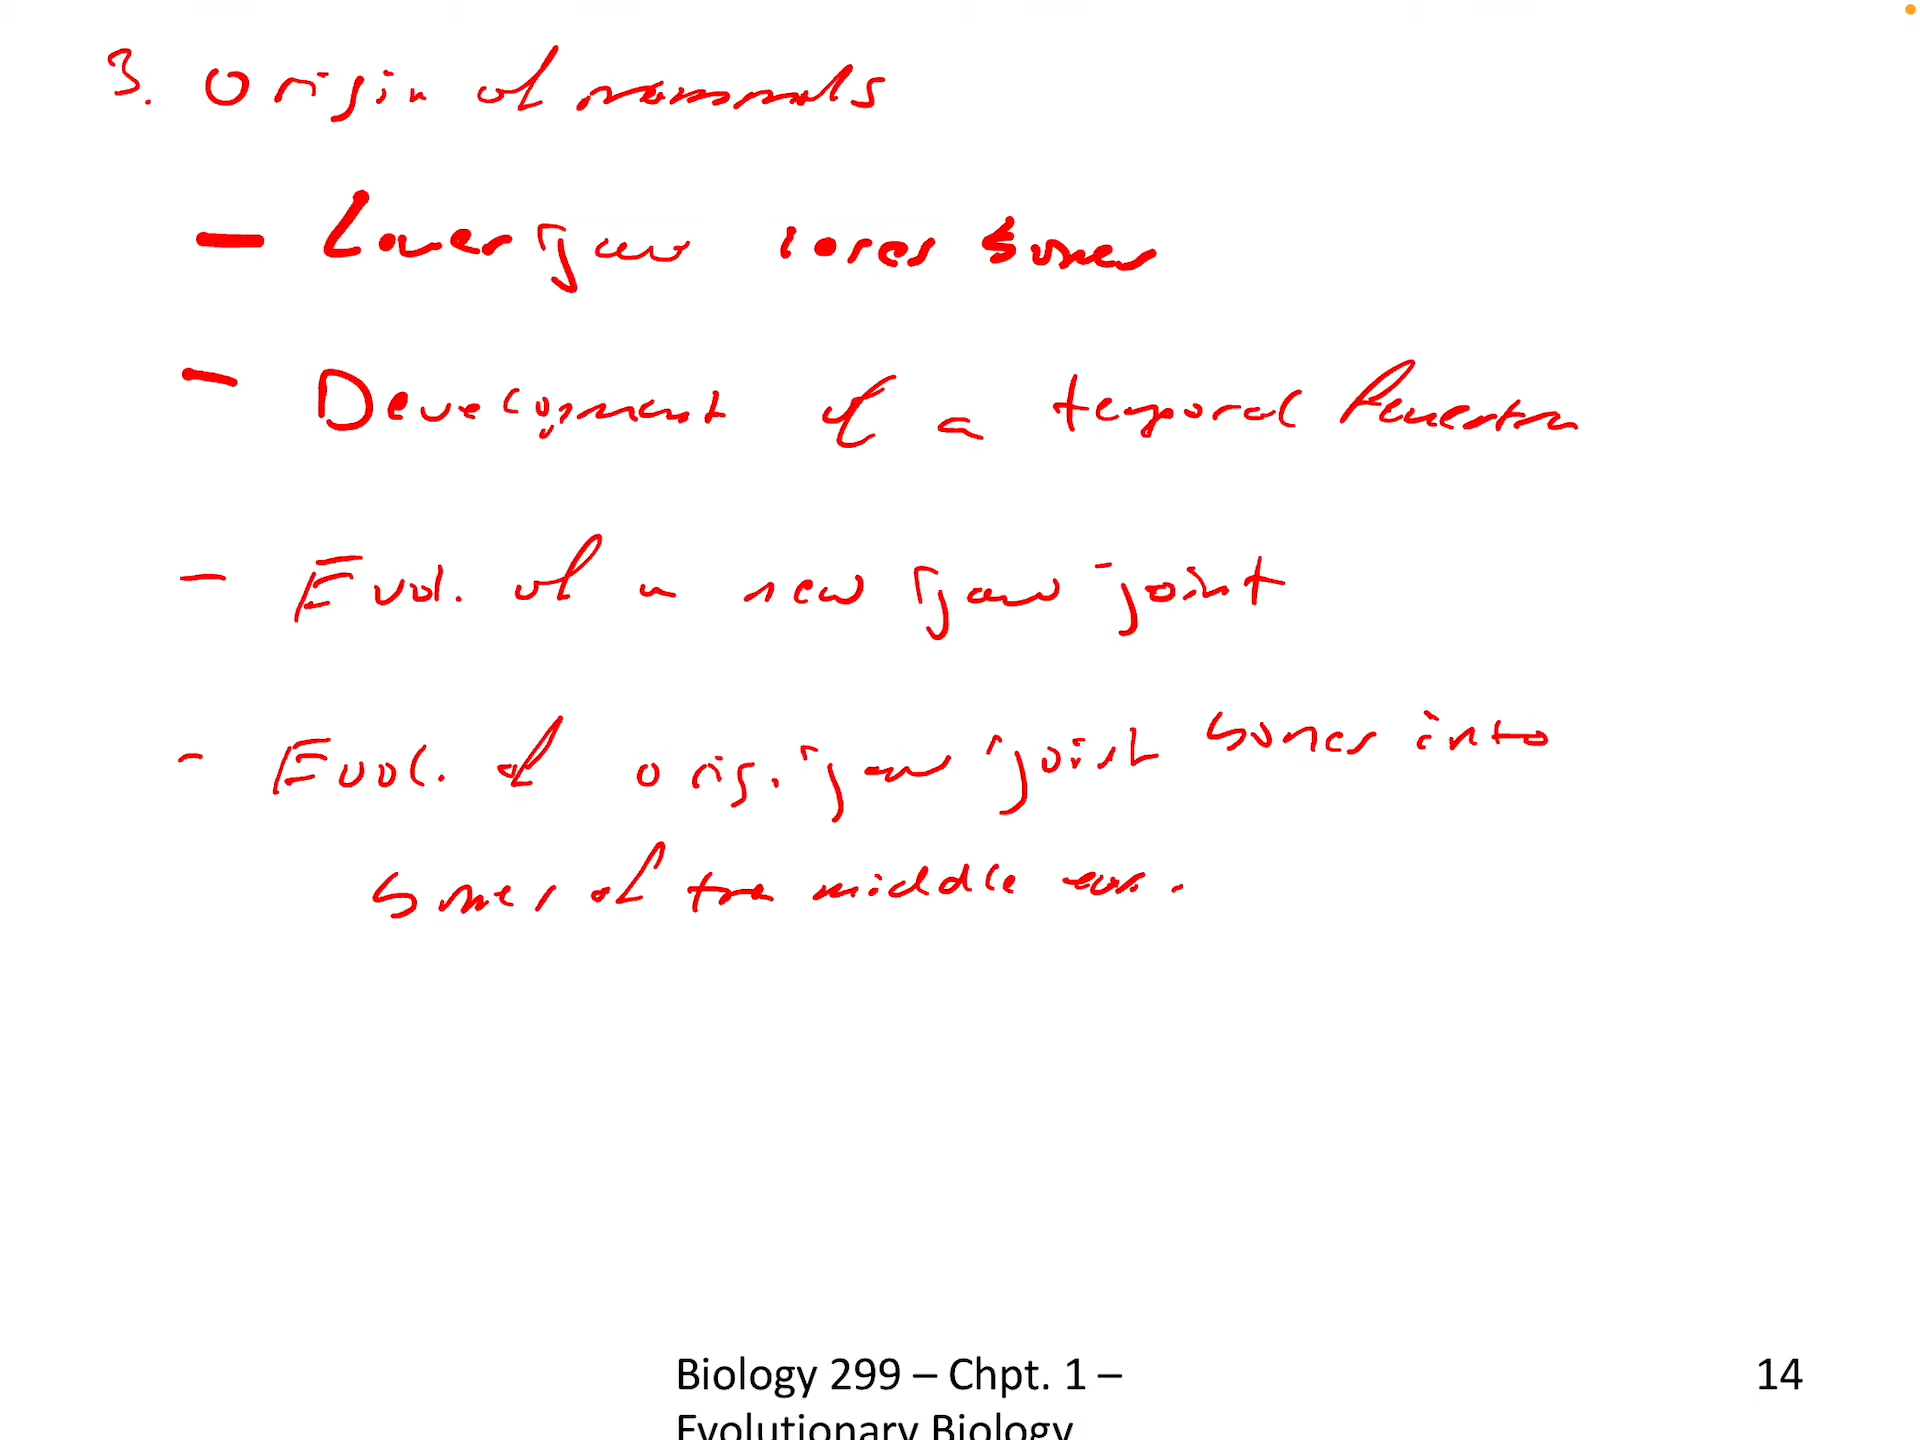 3. Origin of mammals
- Lower jaw loses bones
- Development of a temporal fenestra
- Evol. of a new jaw joint
- Evol. of orig. jaw joint bones into
bones of the middle ear.
Biology 299 – Chpt. 1 –
Evolutionary Biology
14